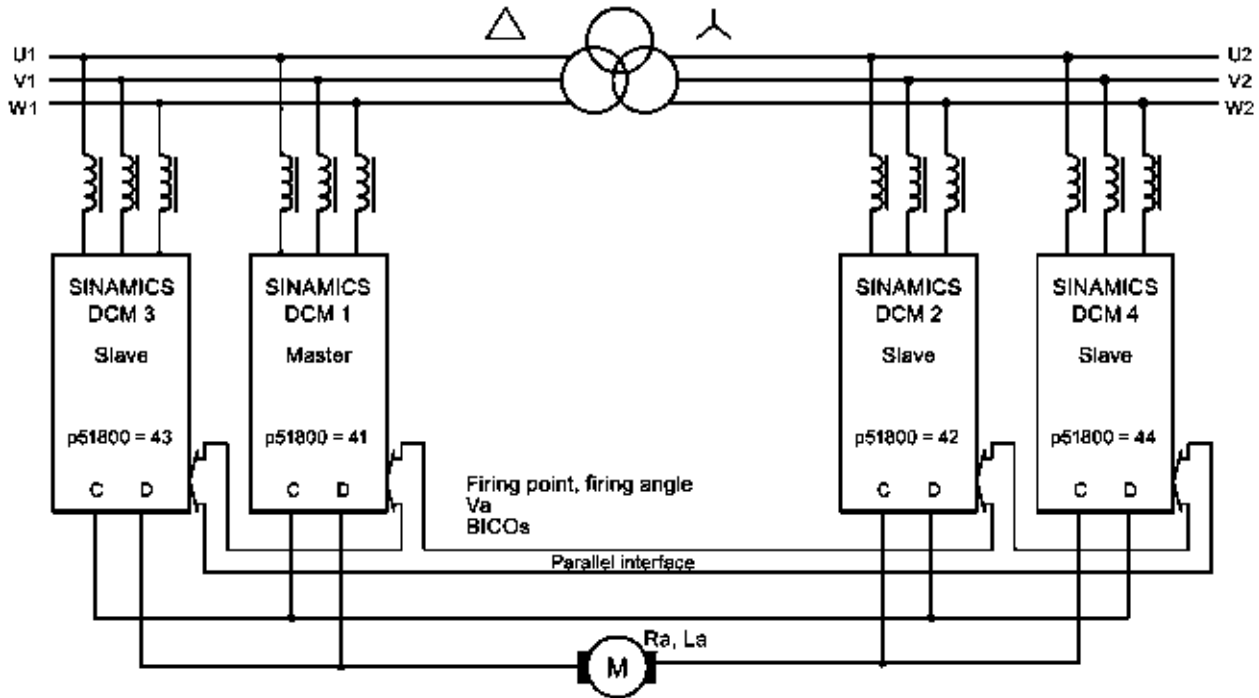 U1
V1
W1
U2
V2
W2
SINAMICS
DCM 3
Slave
p51800 = 43
C D
SINAMICS
DCM 1
Master
p51800 = 41
C D
SINAMICS
DCM 2
Slave
p51800 = 42
C D
SINAMICS
DCM 4
Slave
p51800 = 44
C D
Firing point, firing angle
Va
BICOs
Parallel interface
Ra, La
M